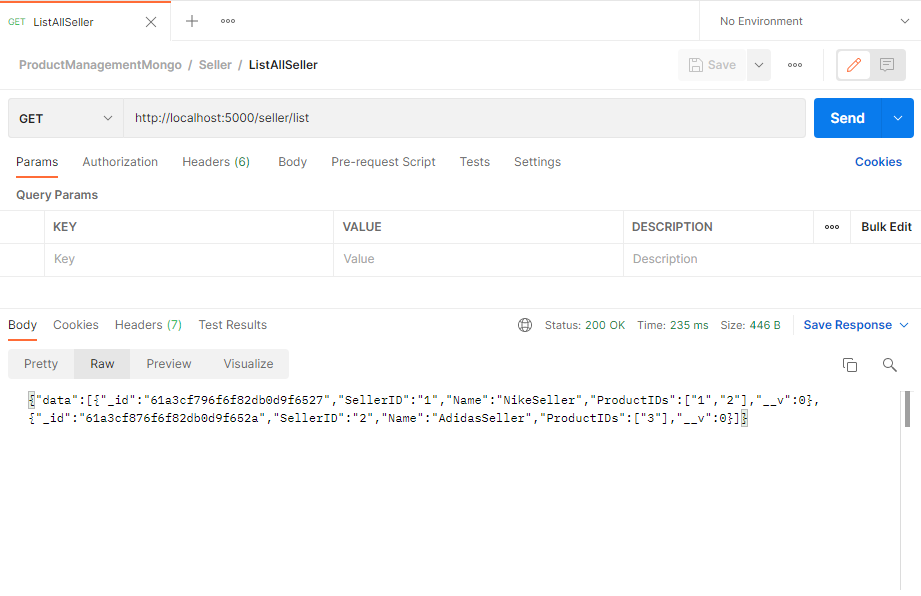 GET ListAllSeller
No Environment
ProductManagementMongo / Seller / ListAllSeller
Save
GET
http://localhost:5000/seller/list
Send
Params Authorization Headers (6) Body Pre-request Script Tests Settings Cookies
Query Params
KEY VALUE DESCRIPTION Bulk Edit
Key Value Description
Body Cookies Headers (7) Test Results Status: 200 OK Time: 235 ms Size: 446 B Save Response
Pretty Raw Preview Visualize
{"data":[{"_id":"61a3cf796f6f82db0d9f6527","SellerID":"1","Name":"NikeSeller","ProductIDs":["1","2"],"__v":0},
{"_id":"61a3cf876f6f82db0d9f652a","SellerID":"2","Name":"AdidasSeller","ProductIDs":["3"],"__v":0}]}